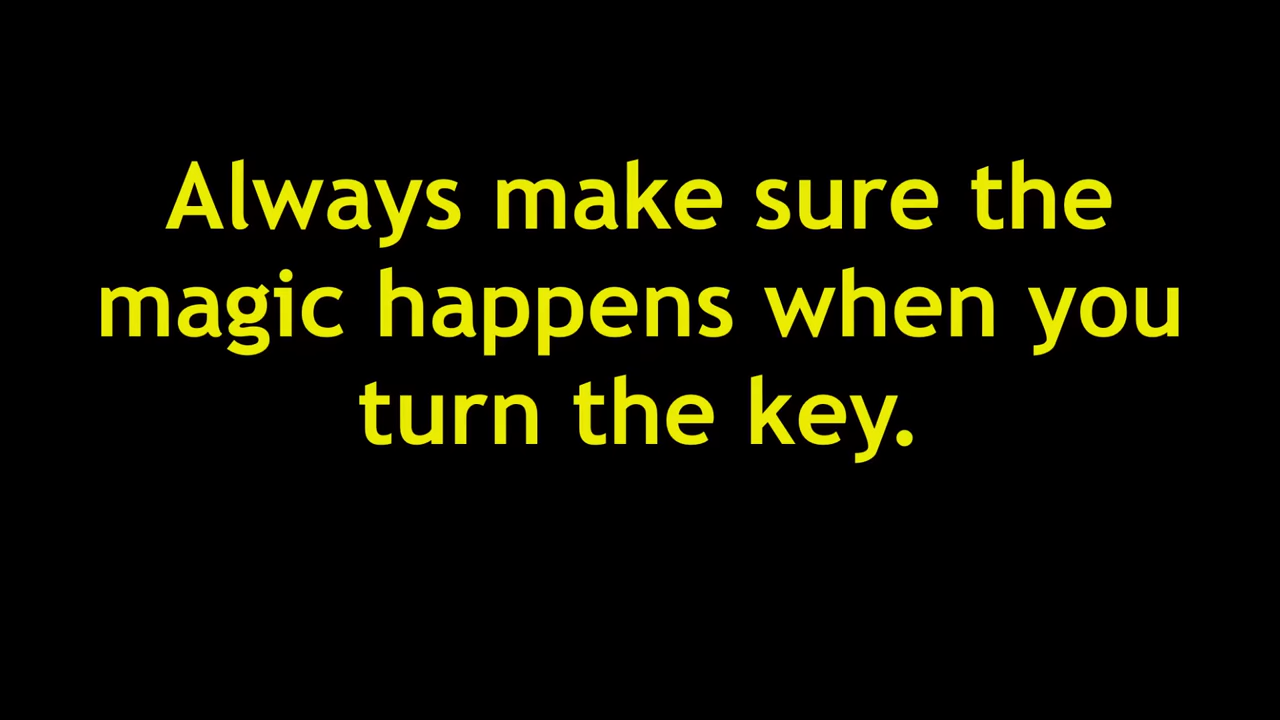 Always make sure the
magic happens when you
turn the key.